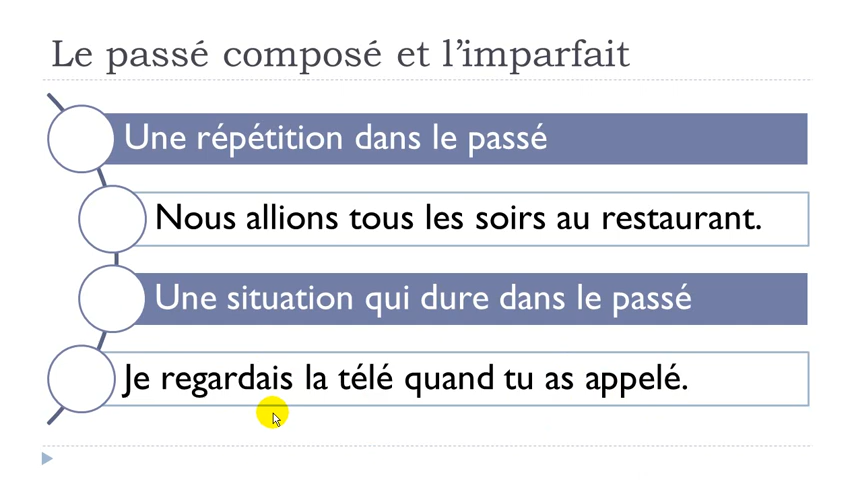 Le passé composé et l’imparfait
Une répétition dans le passé
Nous allions tous les soirs au restaurant.
Une situation qui dure dans le passé
Je regardais la télé quand tu as appelé.